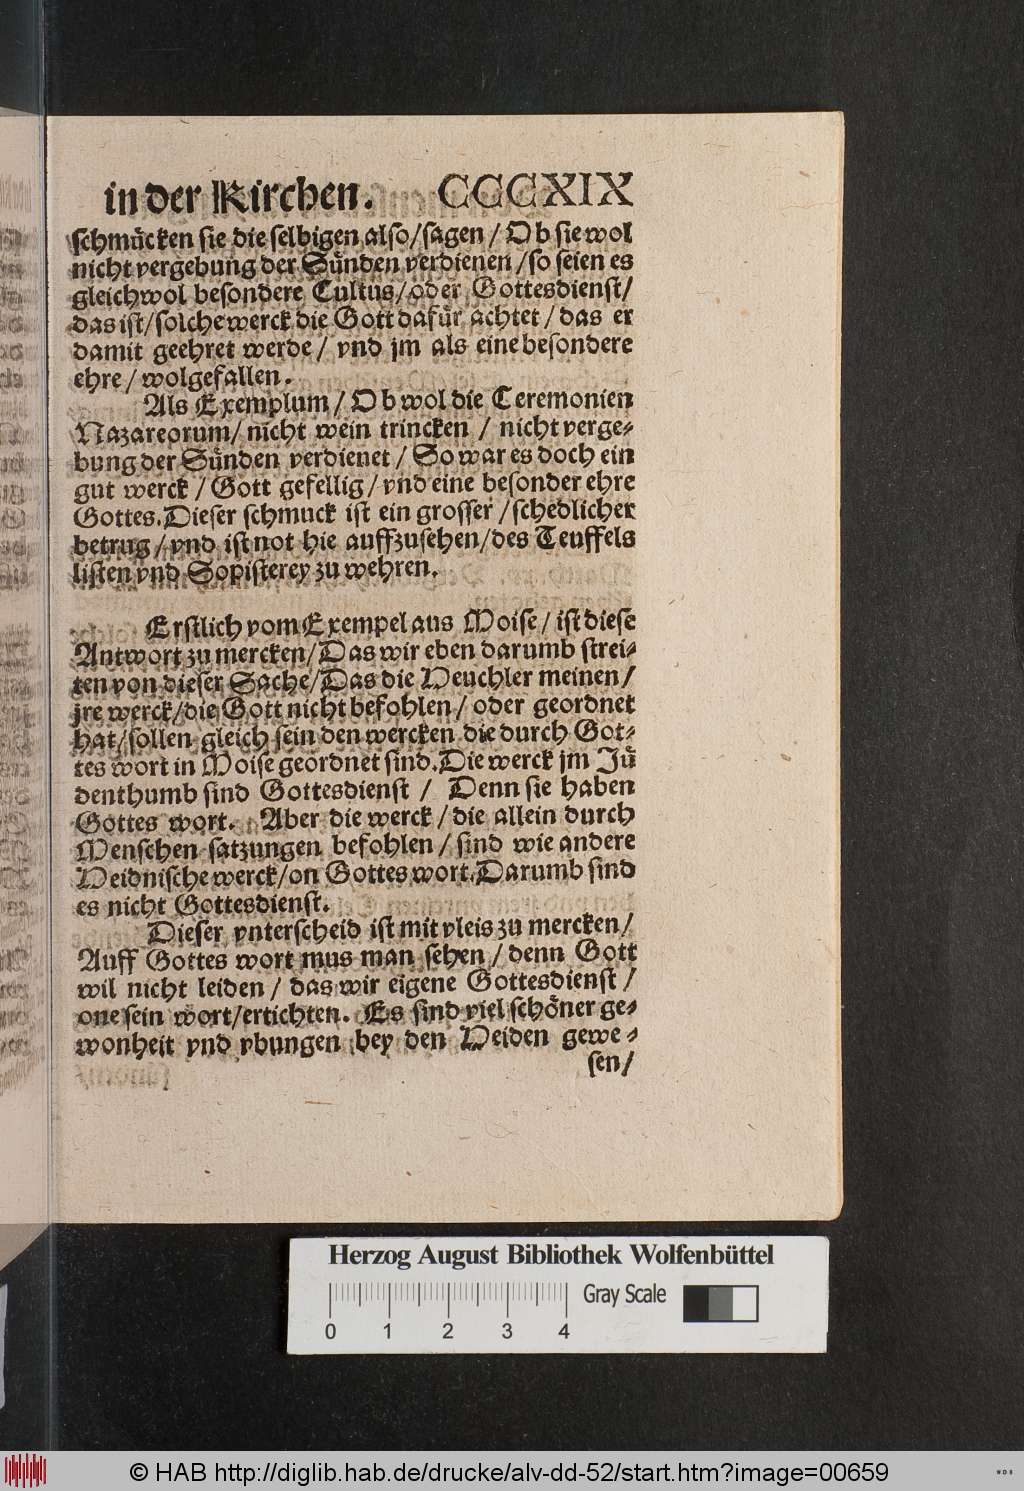 in der Kirchen. CCCXIX
schmücken sie die selbigen also/sagen / Ob sie wol
nicht vergebung der Sünden verdienen /so seien es
gleichwol besondere Cultus/oder Gottesdienst/
das ist/solche werck die Gott dafür achtet / das er
damit geehret werde / vnd jm als eine besondere
ehre / wolgefallen.
Als Exemplum / Ob wol die Ceremonien
Nazareorum/ nicht wein trincken / nicht verge-
bung der Sünden verdienet / So war es doch ein
gut werck / Gott gefellig / vnd eine besonder ehre
Gottes. Dieser schmuck ist ein grosser /schedlicher
betrug / vnd ist not hie auffzusehen/des Teuffels
listen vnd Sopisterey zu wehren.
Erstlich vom Exempel aus Moise / ist diese
Antwort zu mercken/Das wir eben darumb strei-
ten von dieser Sache/Das die Heuchler meinen /
jre werck/die Gott nicht befohlen / oder geordnet
hat/sollen gleich sein den wercken die durch Got-
tes wort in Moise geordnet sind. Die werck jm Jü
denthumb sind Gottesdienst / Denn sie haben
Gottes wort. Aber die werck / die allein durch
Menschen satzungen befohlen / sind wie andere
Heidnische werck/on Gottes wort. Darumb sind
es nicht Gottesdienst.
Dieser vnterscheid ist mit vleis zu mercken/
Auff Gottes wort mus man sehen / denn Gott
wil nicht leiden / das wir eigene Gottesdienst /
one sein wort/ertichten. Es sind viel schöner ge-
wonheit vnd vbungen bey den Heiden gewe-
sen/
Herzog August Bibliothek Wolfenbüttel
0 1 2 3 4 Gray Scale
© HAB http://diglib.hab.de/drucke/alv-dd-52/start.htm?image=00659